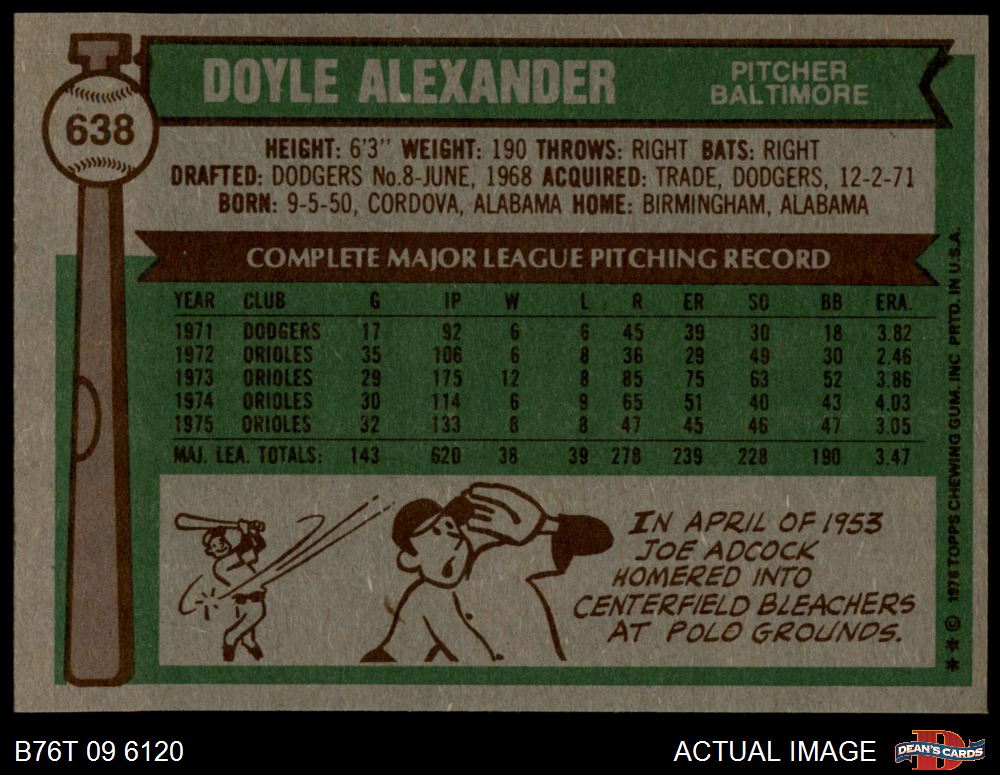 638
DOYLE ALEXANDER
PITCHER
BALTIMORE
HEIGHT: 6'3" WEIGHT: 190 THROWS: RIGHT BATS: RIGHT
DRAFTED: DODGERS No.8-JUNE, 1968 ACQUIRED: TRADE, DODGERS, 12-2-71
BORN: 9-5-50, CORDOVA, ALABAMA HOME: BIRMINGHAM, ALABAMA
COMPLETE MAJOR LEAGUE PITCHING RECORD
YEAR CLUB G IP W L R ER SO BB ERA.
1971 DODGERS 17 92 6 6 45 39 30 18 3.82
1972 ORIOLES 35 106 6 8 36 29 49 30 2.46
1973 ORIOLES 29 175 12 8 85 75 63 52 3.86
1974 ORIOLES 30 114 6 9 65 51 40 43 4.03
1975 ORIOLES 32 133 8 8 47 45 46 47 3.05
MAJ. LEA. TOTALS: 143 620 38 39 278 239 228 190 3.47
IN APRIL OF 1953
JOE ADCOCK
HOMERED INTO
CENTERFIELD BLEACHERS
AT POLO GROUNDS.
** © 1976 TOPPS CHEWING GUM, INC PRTD. IN U.S.A.
B76T 09 6120
ACTUAL IMAGE
D
DEAN'S CARDS